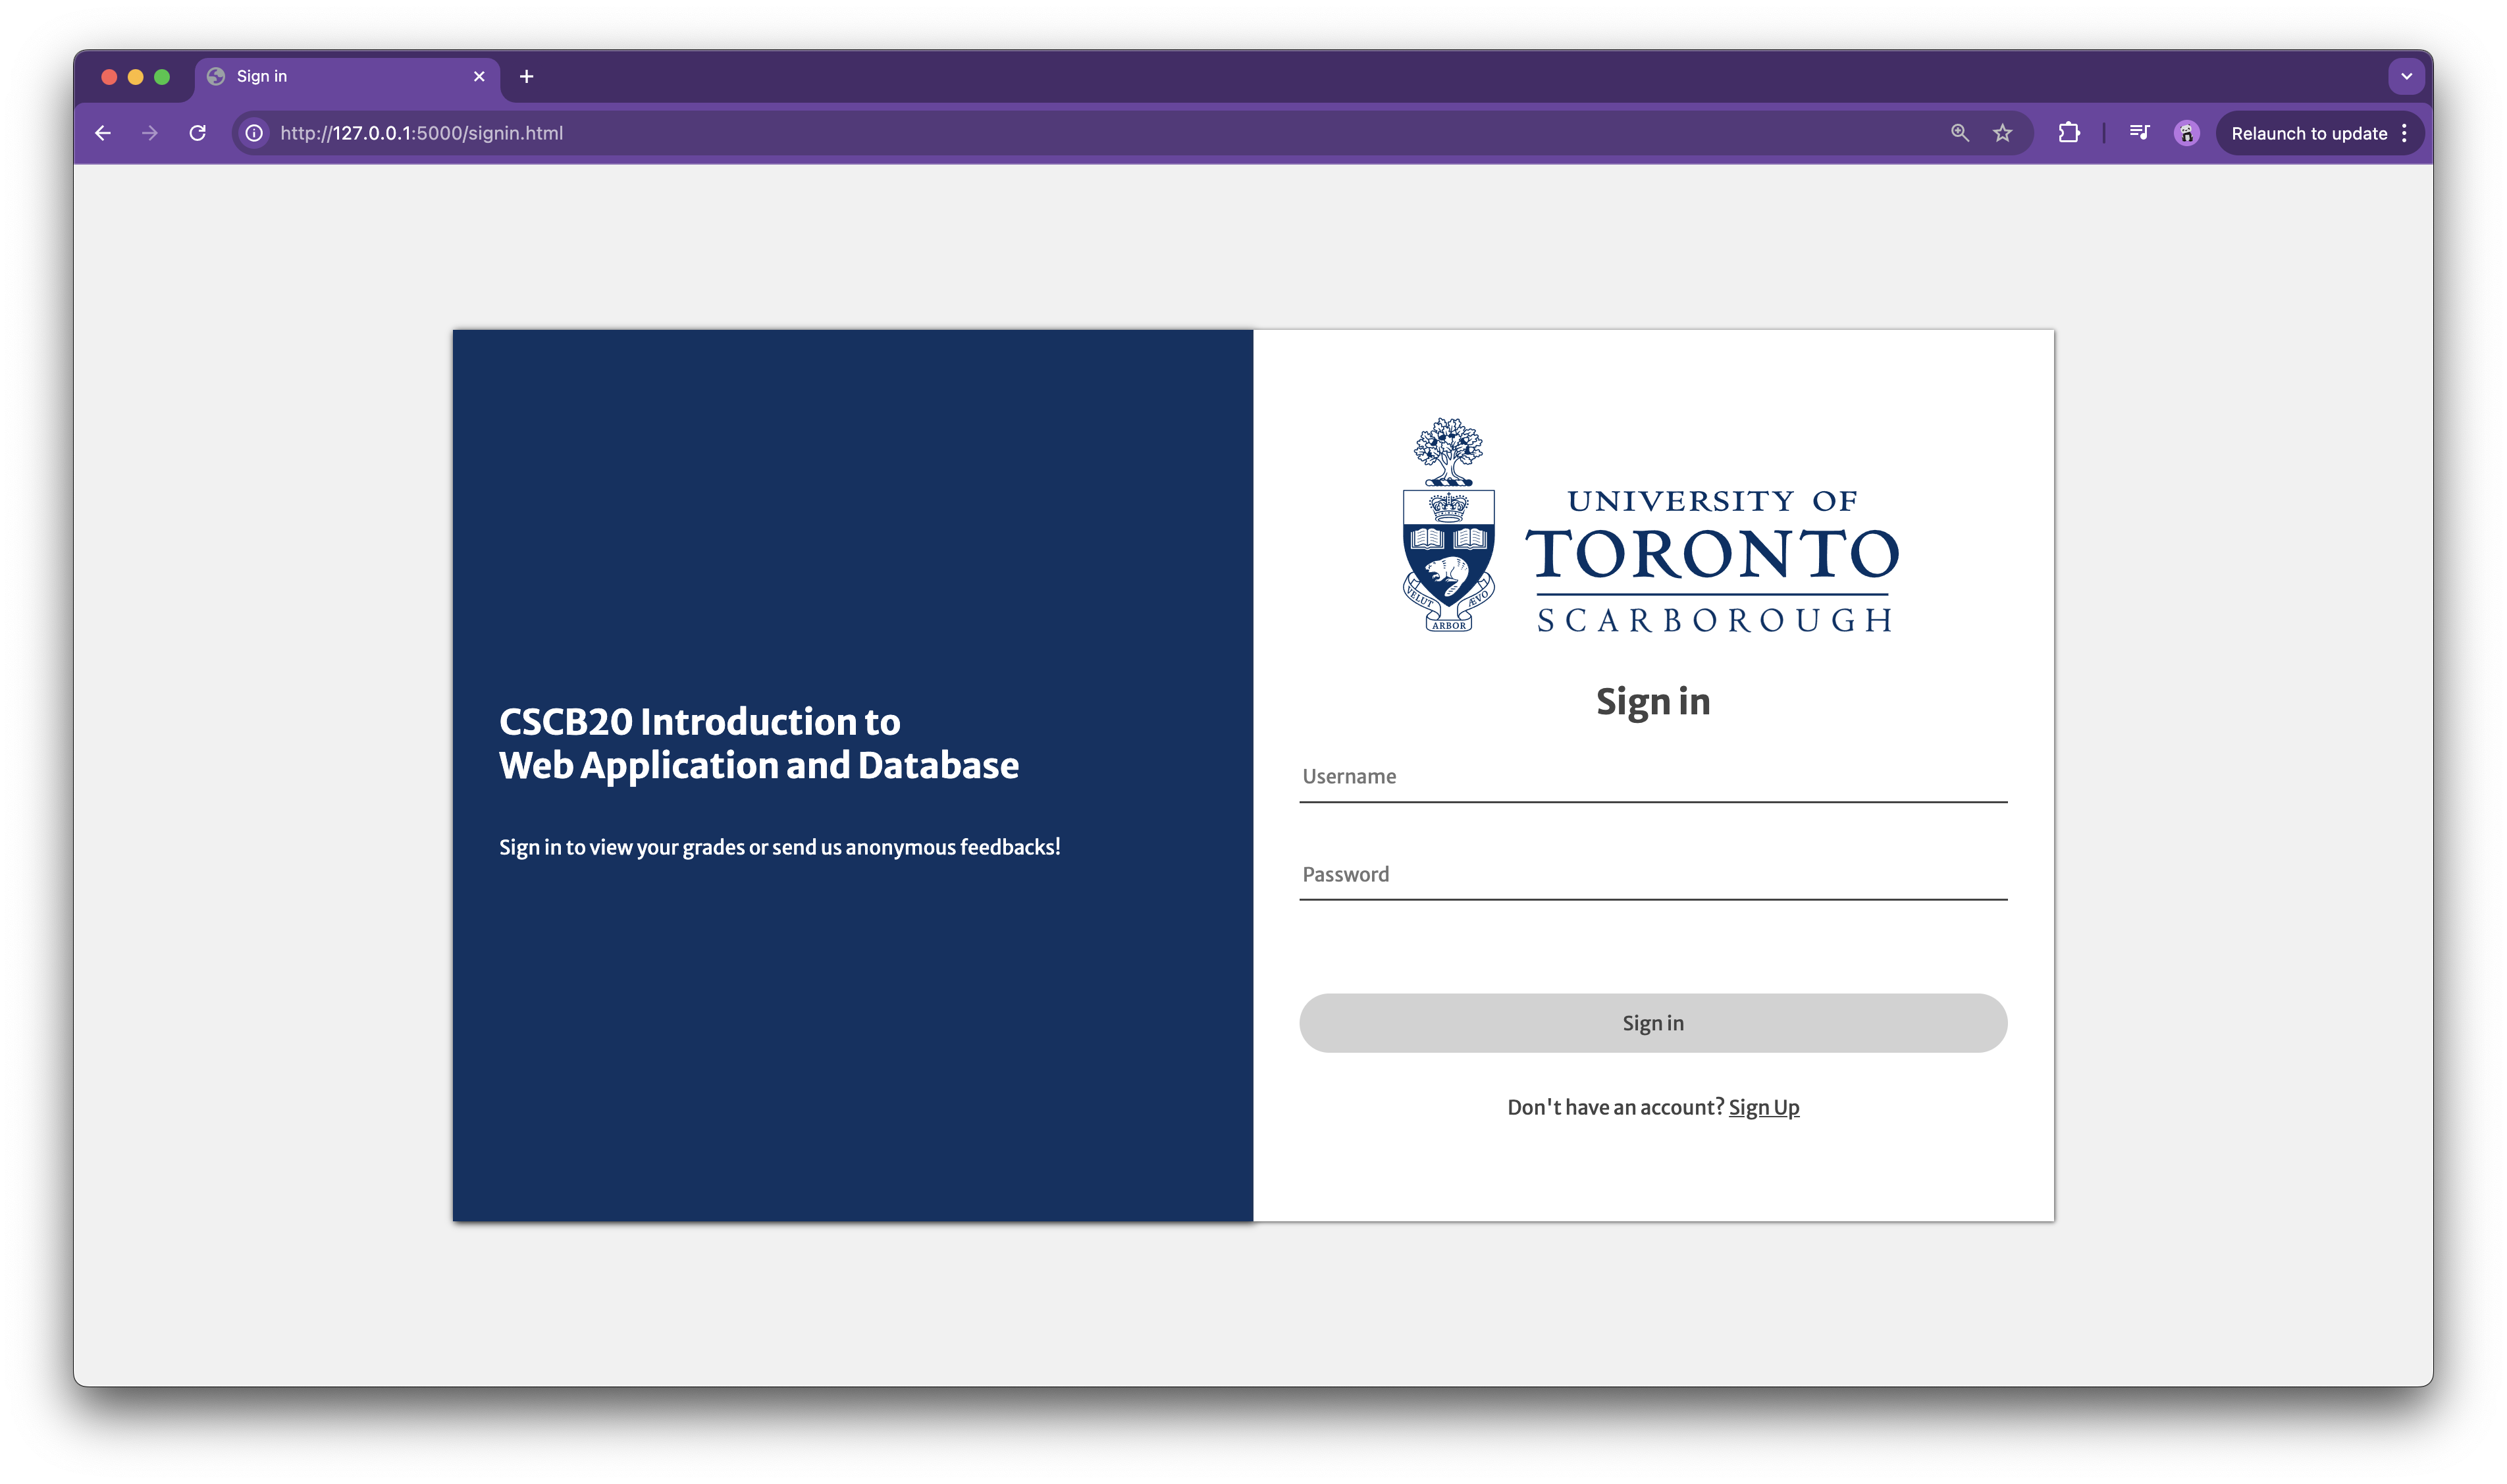 Sign in
http://127.0.0.1:5000/signin.html
Relaunch to update
CSCB20 Introduction to
Web Application and Database
Sign in to view your grades or send us anonymous feedbacks!
UNIVERSITY OF
TORONTO
SCARBOROUGH
VELUT
ARBOR
ÆVO
Sign in
Username
Password
Sign in
Don't have an account? Sign Up